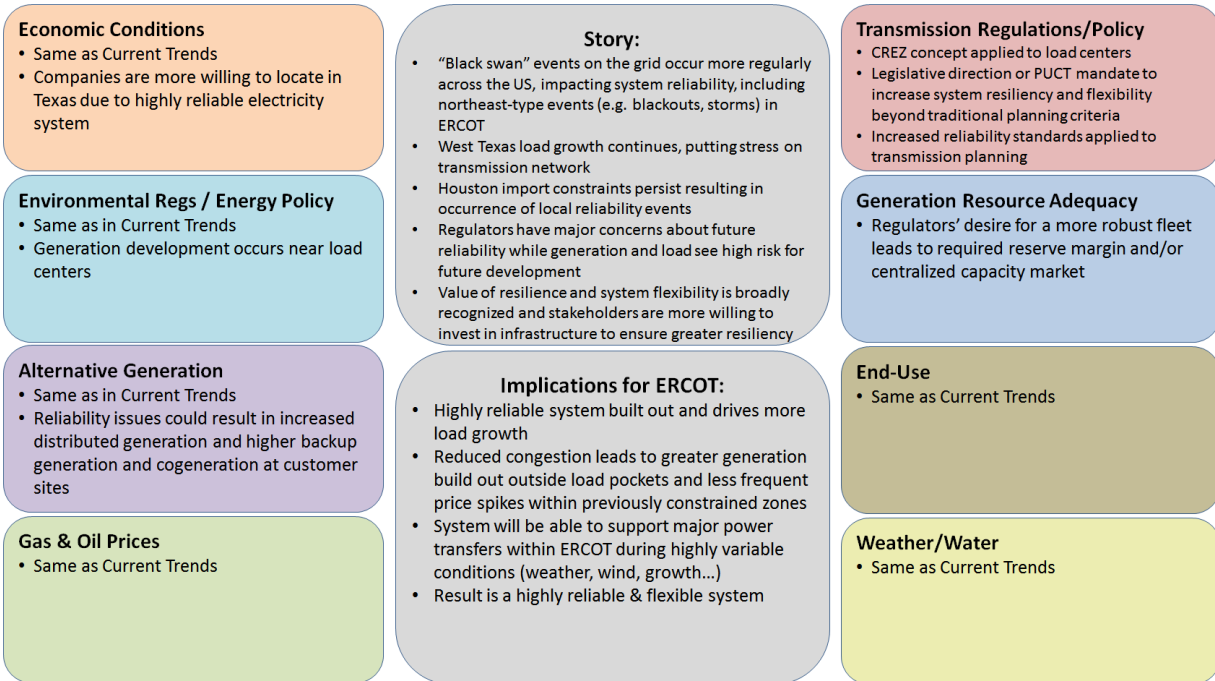 Economic Conditions
• Same as Current Trends
• Companies are more willing to locate in
Texas due to highly reliable electricity
system
Environmental Regs / Energy Policy
• Same as in Current Trends
• Generation development occurs near load
centers
Alternative Generation
• Same as in Current Trends
• Reliability issues could result in increased
distributed generation and higher backup
generation and cogeneration at customer
sites
Gas & Oil Prices
• Same as Current Trends
Story:
• “Black swan” events on the grid occur more regularly
across the US, impacting system reliability, including
northeast-type events (e.g. blackouts, storms) in
ERCOT
• West Texas load growth continues, putting stress on
transmission network
• Houston import constraints persist resulting in
occurrence of local reliability events
• Regulators have major concerns about future
reliability while generation and load see high risk for
future development
• Value of resilience and system flexibility is broadly
recognized and stakeholders are more willing to
invest in infrastructure to ensure greater resiliency
Implications for ERCOT:
• Highly reliable system built out and drives more
load growth
• Reduced congestion leads to greater generation
build out outside load pockets and less frequent
price spikes within previously constrained zones
• System will be able to support major power
transfers within ERCOT during highly variable
conditions (weather, wind, growth…)
• Result is a highly reliable & flexible system
Transmission Regulations/Policy
• CREZ concept applied to load centers
• Legislative direction or PUCT mandate to
increase system resiliency and flexibility
beyond traditional planning criteria
• Increased reliability standards applied to
transmission planning
Generation Resource Adequacy
• Regulators’ desire for a more robust fleet
leads to required reserve margin and/or
centralized capacity market
End-Use
• Same as Current Trends
Weather/Water
• Same as Current Trends